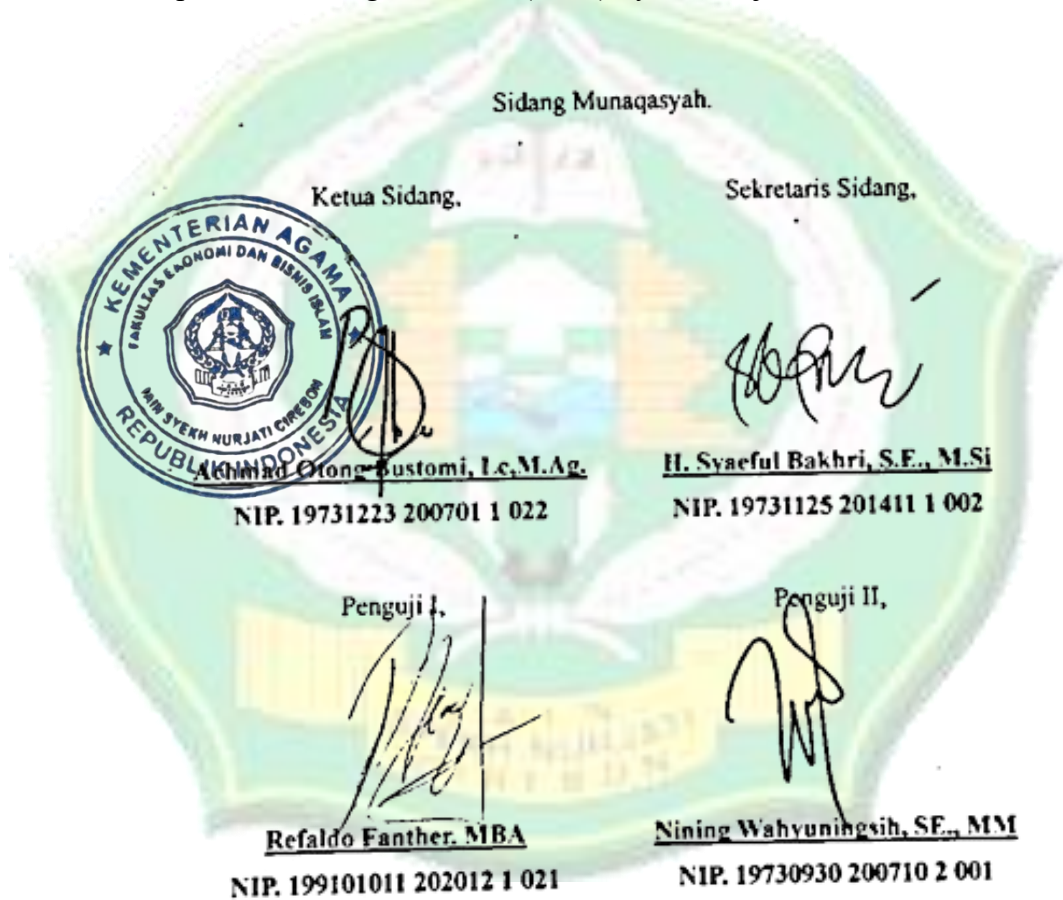 Sidang Munaqasyah.
Ketua Sidang,
Sekretaris Sidang,
KEMENTERIAN AGAMA
FAKULTAS EKONOMI DAN BISNIS ISLAM
IAIN SYEKH NURJATI CIREBON
REPUBLIK INDONESIA
Achmad Otong Bustomi, Lc,M.Ag.
H. Syaeful Bakhri, S.E., M.Si
NIP. 19731223 200701 1 022
NIP. 19731125 201411 1 002
Penguji I,
Penguji II,
Refaldo Fanther. MBA
Nining Wahyuningsih, SE., MM
NIP. 199101011 202012 1 021
NIP. 19730930 200710 2 001